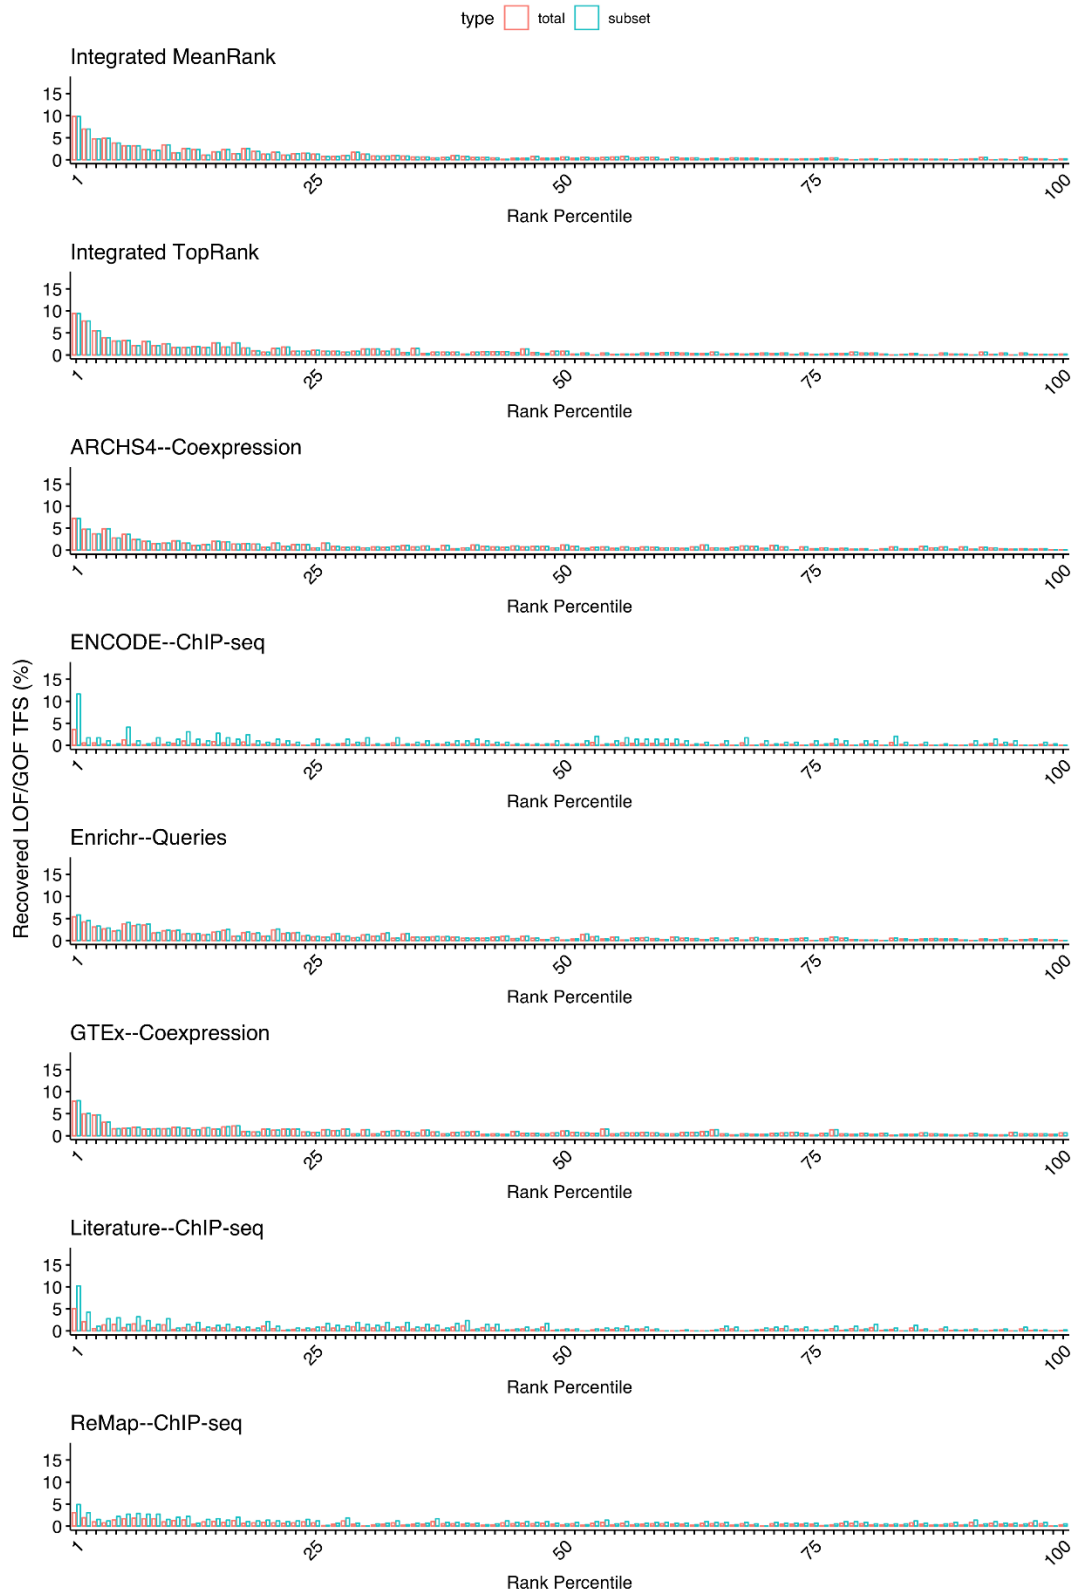 type total subset
Integrated MeanRank
15
10
5
0
1 25 50 75 100
Rank Percentile
Integrated TopRank
15
10
5
0
1 25 50 75 100
Rank Percentile
ARCHS4--Coexpression
15
10
5
0
1 25 50 75 100
Rank Percentile
Recovered LOF/GOF TFS (%)
ENCODE--ChIP-seq
15
10
5
0
1 25 50 75 100
Rank Percentile
Enrichr--Queries
15
10
5
0
1 25 50 75 100
Rank Percentile
GTEx--Coexpression
15
10
5
0
1 25 50 75 100
Rank Percentile
Literature--ChIP-seq
15
10
5
0
1 25 50 75 100
Rank Percentile
ReMap--ChIP-seq
15
10
5
0
1 25 50 75 100
Rank Percentile